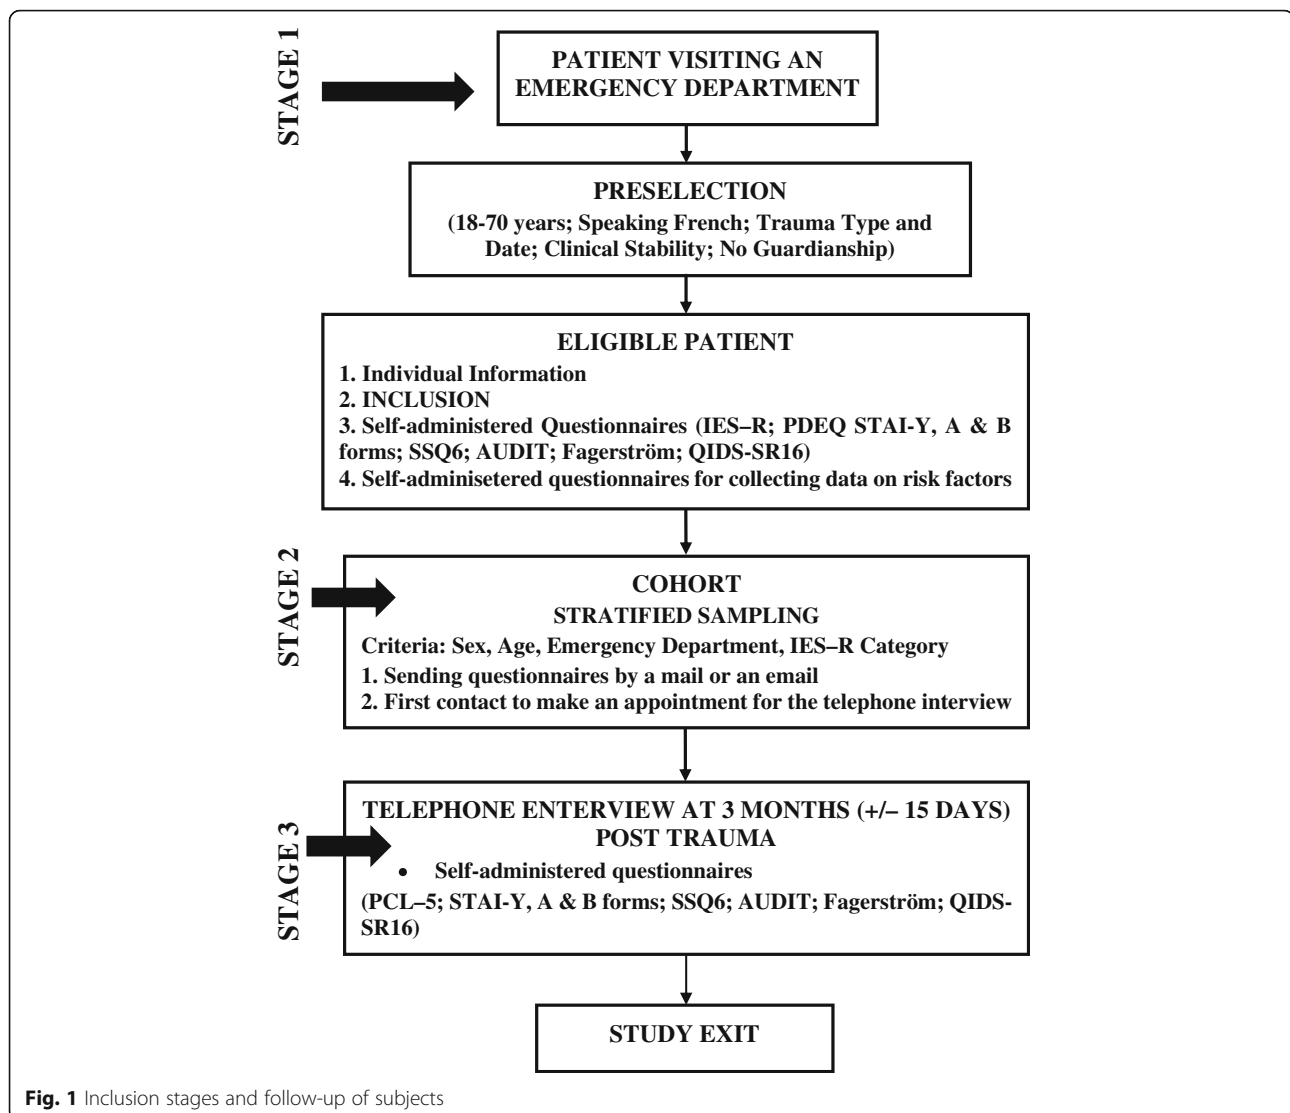 STAGE 1
PATIENT VISITING AN
EMERGENCY DEPARTMENT
PRESELECTION
(18-70 years; Speaking French; Trauma Type and
Date; Clinical Stability; No Guardianship)
ELIGIBLE PATIENT
1. Individual Information
2. INCLUSION
3. Self-administered Questionnaires (IES–R; PDEQ STAI-Y, A & B
forms; SSQ6; AUDIT; Fagerström; QIDS-SR16)
4. Self-adminisetered questionnaires for collecting data on risk factors
STAGE 2
COHORT
STRATIFIED SAMPLING
Criteria: Sex, Age, Emergency Department, IES–R Category
1. Sending questionnaires by a mail or an email
2. First contact to make an appointment for the telephone interview
STAGE 3
TELEPHONE ENTERVIEW AT 3 MONTHS (+/– 15 DAYS)
POST TRAUMA
• Self-administered questionnaires
(PCL–5; STAI-Y, A & B forms; SSQ6; AUDIT; Fagerström; QIDS-
SR16)
STUDY EXIT
Fig. 1 Inclusion stages and follow-up of subjects